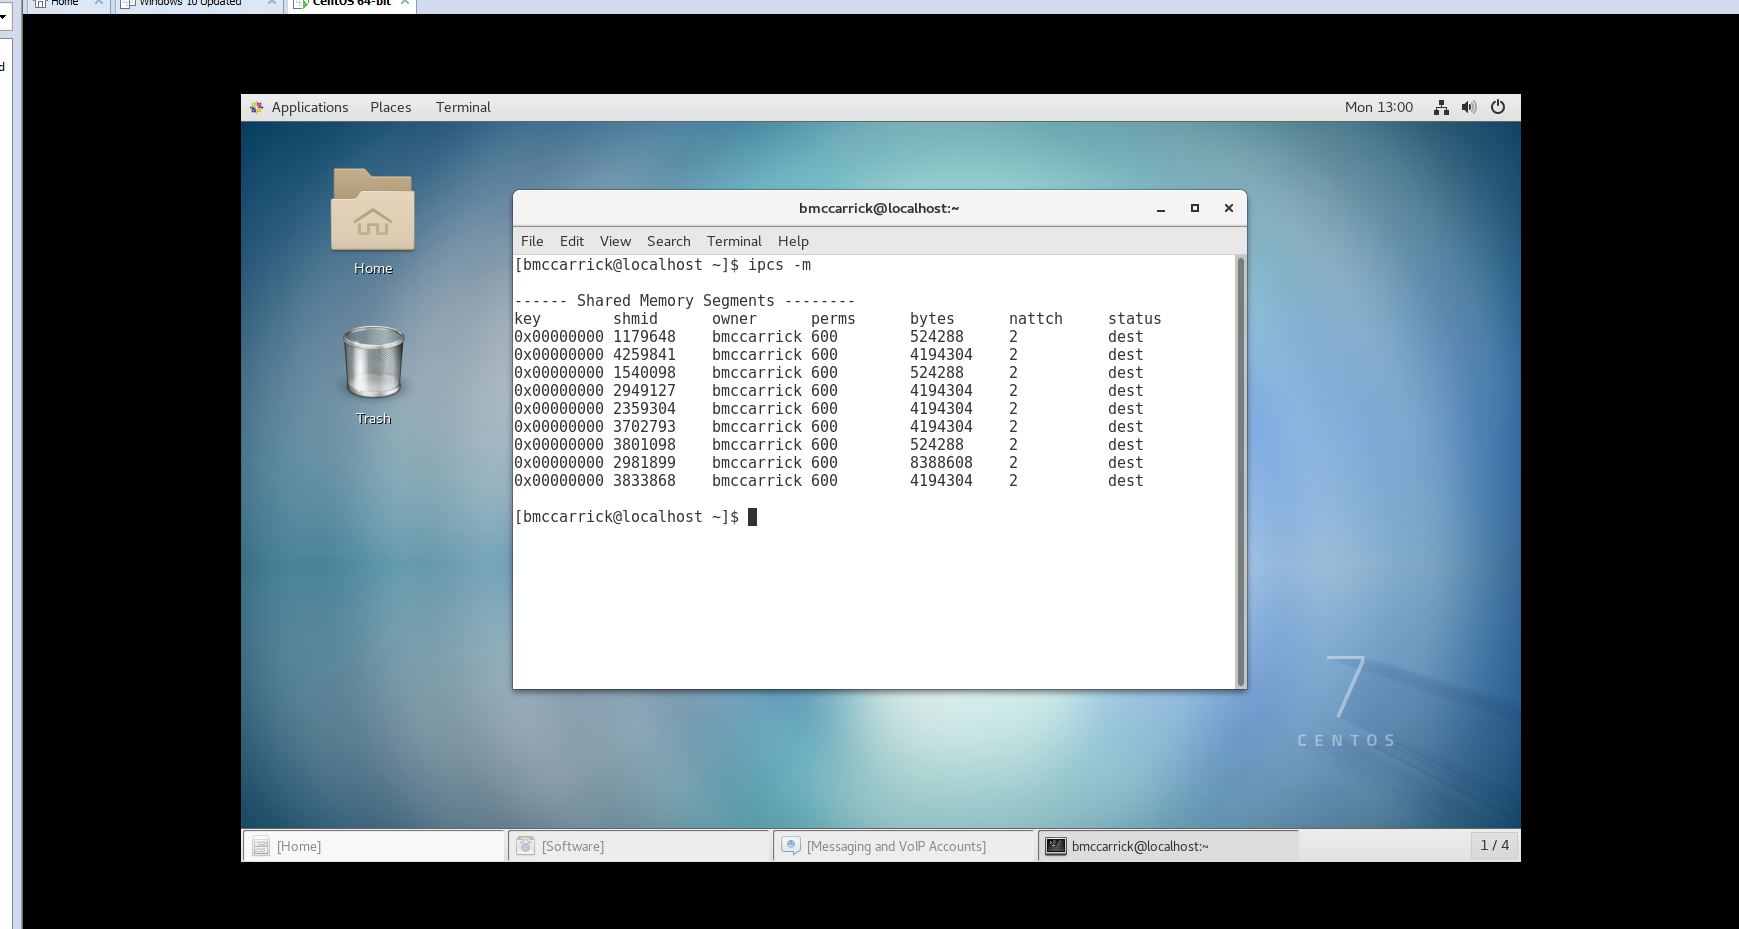 Home
Windows 10 Updated
CentOS 64-bit
d
Applications Places Terminal
Mon 13:00
Home
Trash
bmccarrick@localhost:~
File Edit View Search Terminal Help
[bmccarrick@localhost ~]$ ipcs -m
------ Shared Memory Segments --------
key shmid owner perms bytes nattch status
0x00000000 1179648 bmccarrick 600 524288 2 dest
0x00000000 4259841 bmccarrick 600 4194304 2 dest
0x00000000 1540098 bmccarrick 600 524288 2 dest
0x00000000 2949127 bmccarrick 600 4194304 2 dest
0x00000000 2359304 bmccarrick 600 4194304 2 dest
0x00000000 3702793 bmccarrick 600 4194304 2 dest
0x00000000 3801098 bmccarrick 600 524288 2 dest
0x00000000 2981899 bmccarrick 600 8388608 2 dest
0x00000000 3833868 bmccarrick 600 4194304 2 dest
[bmccarrick@localhost ~]$
7
CENTOS
[Home]
[Software]
[Messaging and VoIP Accounts]
bmccarrick@localhost:~
1 / 4